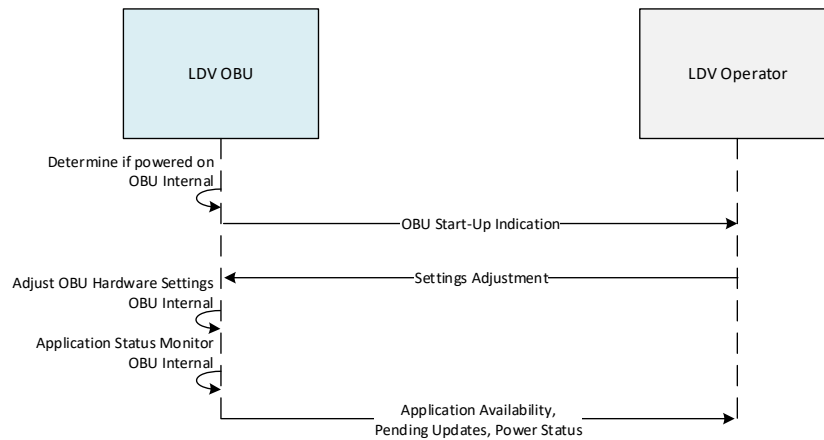 LDV OBU
LDV Operator
Determine if powered on
OBU Internal
OBU Start-Up Indication
Settings Adjustment
Adjust OBU Hardware Settings
OBU Internal
Application Status Monitor
OBU Internal
Application Availability,
Pending Updates, Power Status